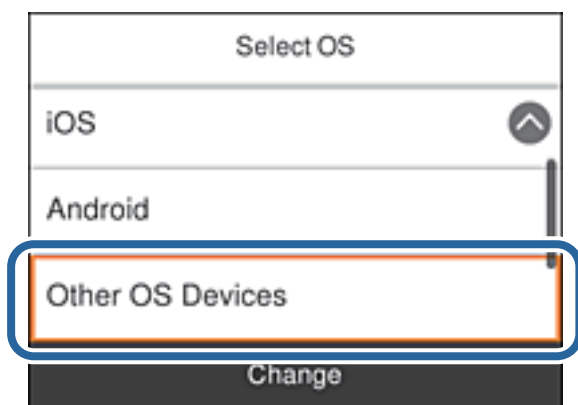 Select OS
iOS
Android
Other OS Devices
Change